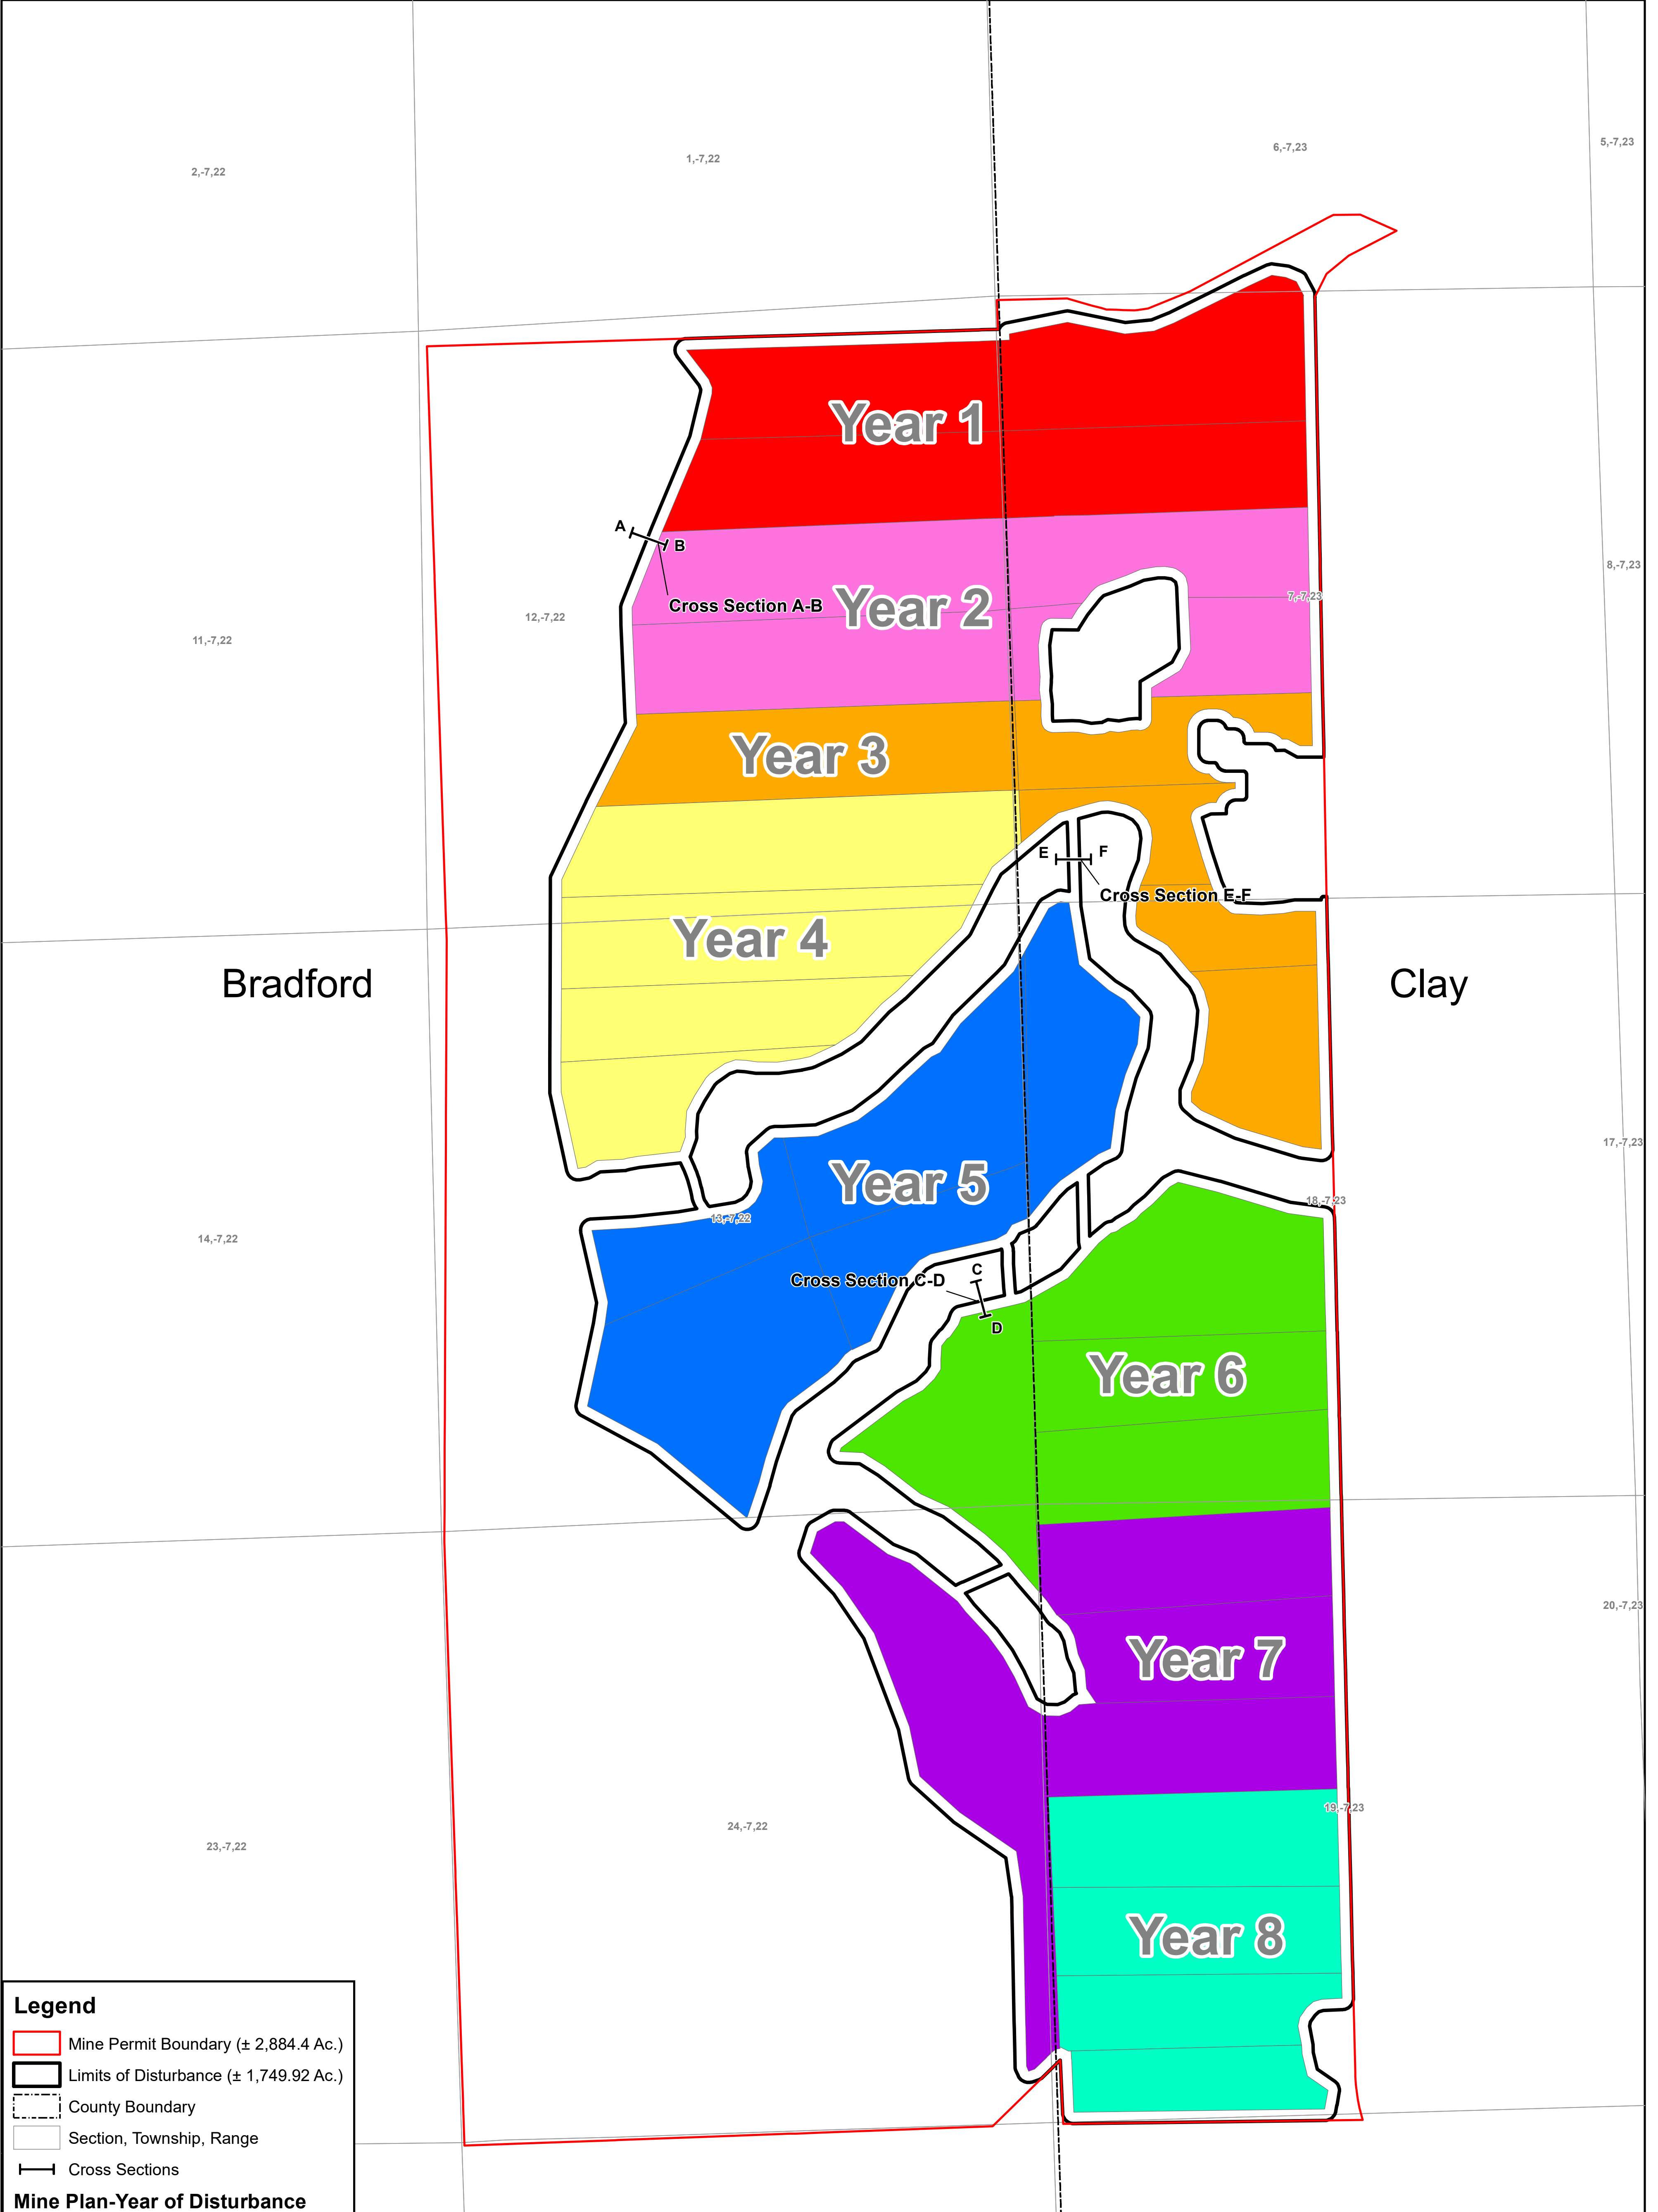 5,-7,23
6,-7,23
1,-7,22
2,-7,22
Year 1
A
B
Cross Section A-B
Year 2
8,-7,23
7,-7,23
12,-7,22
11,-7,22
Year 3
E
F
Cross Section E-F
Year 4
Bradford
Clay
17,-7,23
Year 5
18,-7,23
13,-7,22
14,-7,22
C
Cross Section C-D
D
Year 6
20,-7,23
Year 7
19,-7,23
24,-7,22
23,-7,22
Year 8
Legend
Mine Permit Boundary (± 2,884.4 Ac.)
Limits of Disturbance (± 1,749.92 Ac.)
County Boundary
Section, Township, Range
Cross Sections
Mine Plan-Year of Disturbance